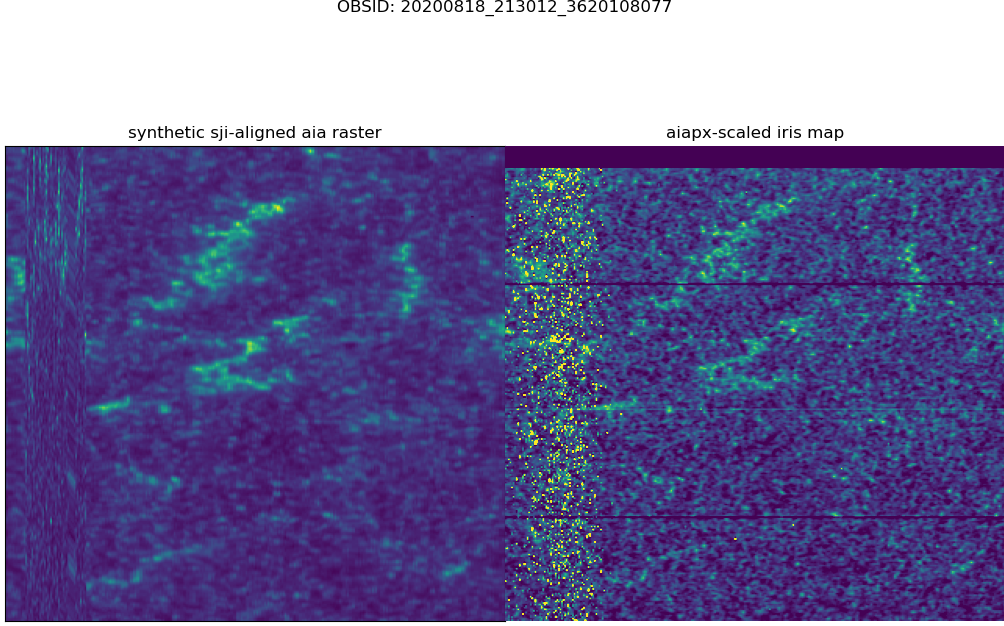 OBSID: 20200818_213012_3620108077
synthetic sji-aligned aia raster
aiapx-scaled iris map